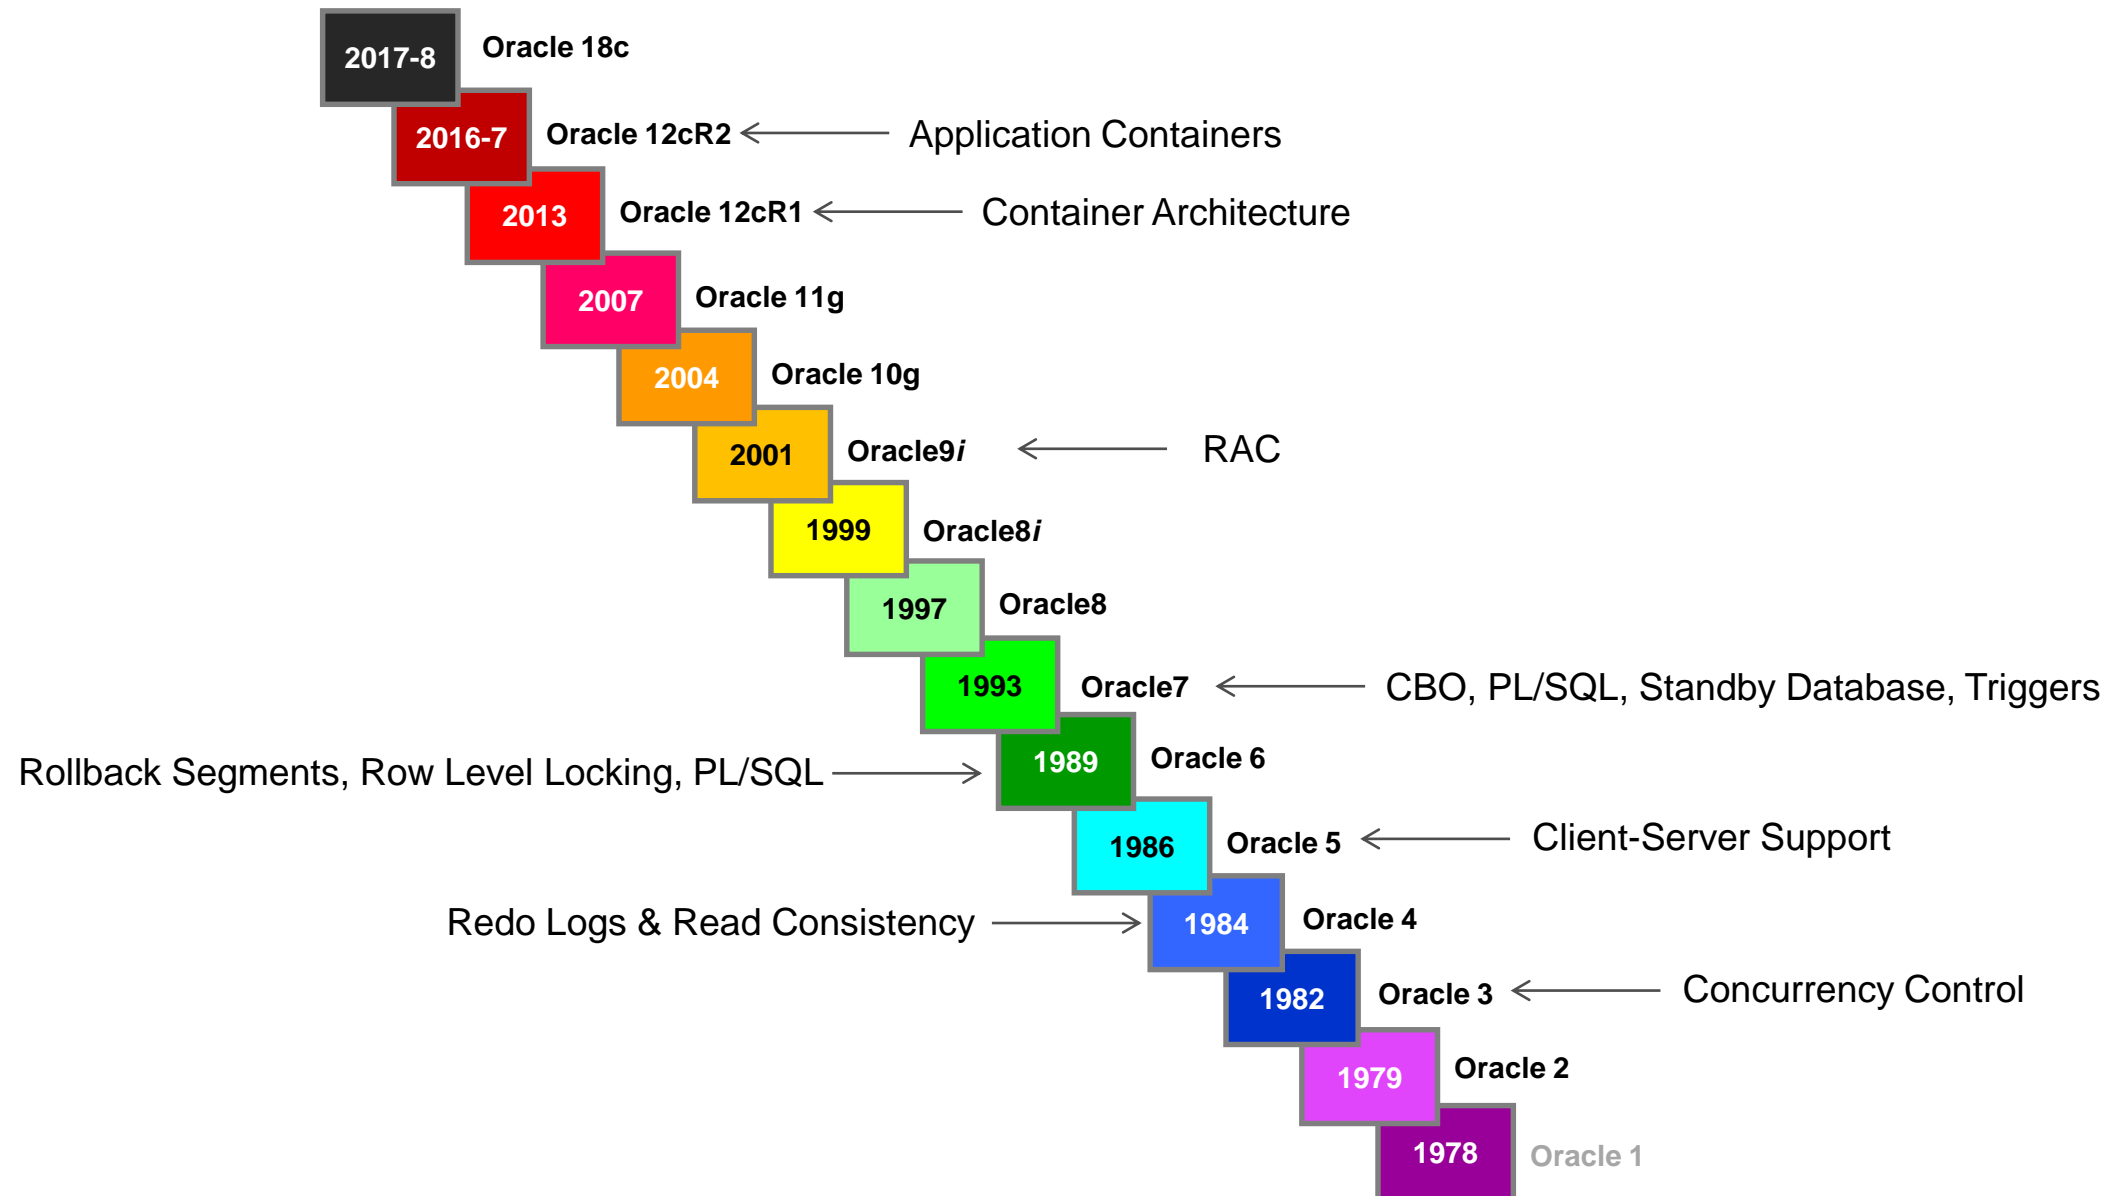 2017-8 Oracle 18c
2016-7 Oracle 12cR2 Application Containers
2013 Oracle 12cR1 Container Architecture
2007 Oracle 11g
2004 Oracle 10g
2001 Oracle9i RAC
1999 Oracle8i
1997 Oracle8
1993 Oracle7 CBO, PL/SQL, Standby Database, Triggers
Rollback Segments, Row Level Locking, PL/SQL 1989 Oracle 6
1986 Oracle 5 Client-Server Support
Redo Logs & Read Consistency 1984 Oracle 4
1982 Oracle 3 Concurrency Control
1979 Oracle 2
1978 Oracle 1